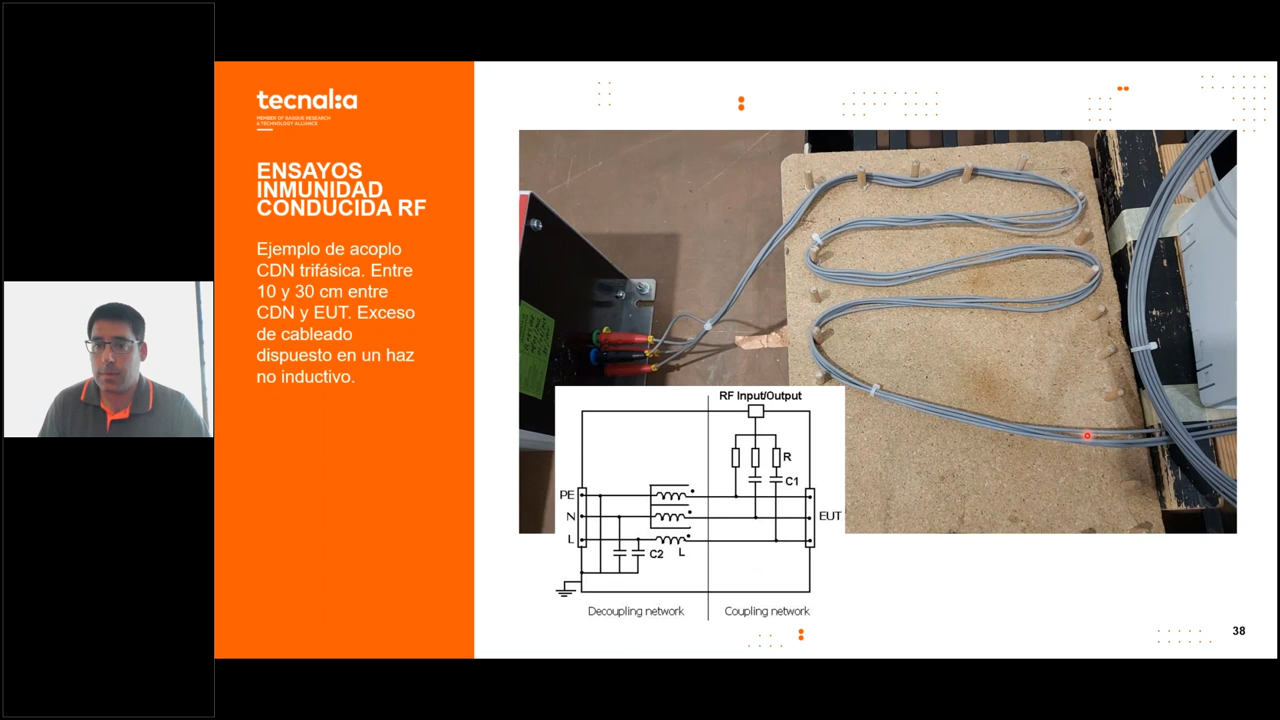 tecnal:a
MEMBER OF BASQUE RESEARCH
& TECHNOLOGY ALLIANCE
ENSAYOS
INMUNIDAD
CONDUCIDA RF
Ejemplo de acoplo
CDN trifásica. Entre
10 y 30 cm entre
CDN y EUT. Exceso
de cableado
dispuesto en un haz
no inductivo.
RF Input/Output
R
C1
PE
N
EUT
L
C2
L
Decoupling network
Coupling network
38